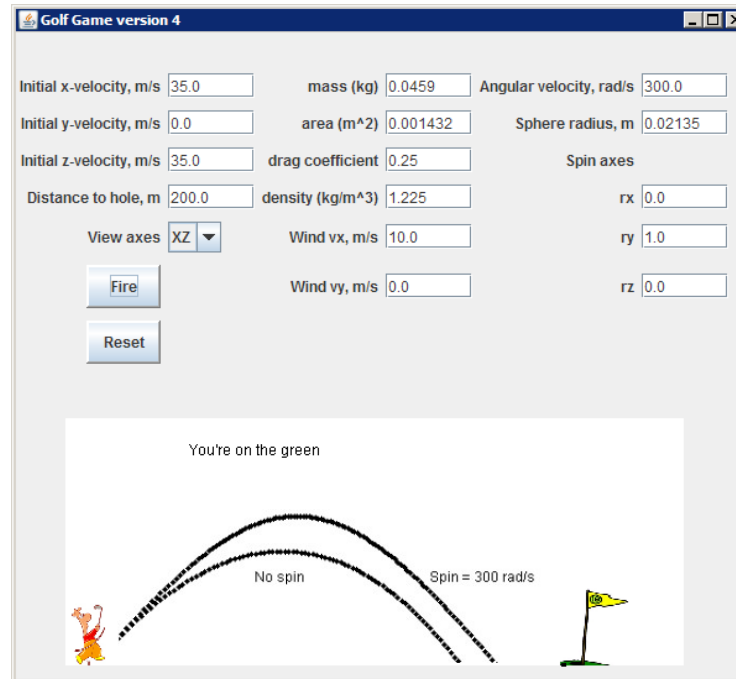 Golf Game version 4
Initial x-velocity, m/s 35.0 mass (kg) 0.0459 Angular velocity, rad/s 300.0
Initial y-velocity, m/s 0.0 area (m^2) 0.001432 Sphere radius, m 0.02135
Initial z-velocity, m/s 35.0 drag coefficient 0.25 Spin axes
Distance to hole, m 200.0 density (kg/m^3) 1.225 rx 0.0
View axes XZ Wind vx, m/s 10.0 ry 1.0
Fire Wind vy, m/s 0.0 rz 0.0
Reset
You're on the green
No spin Spin = 300 rad/s